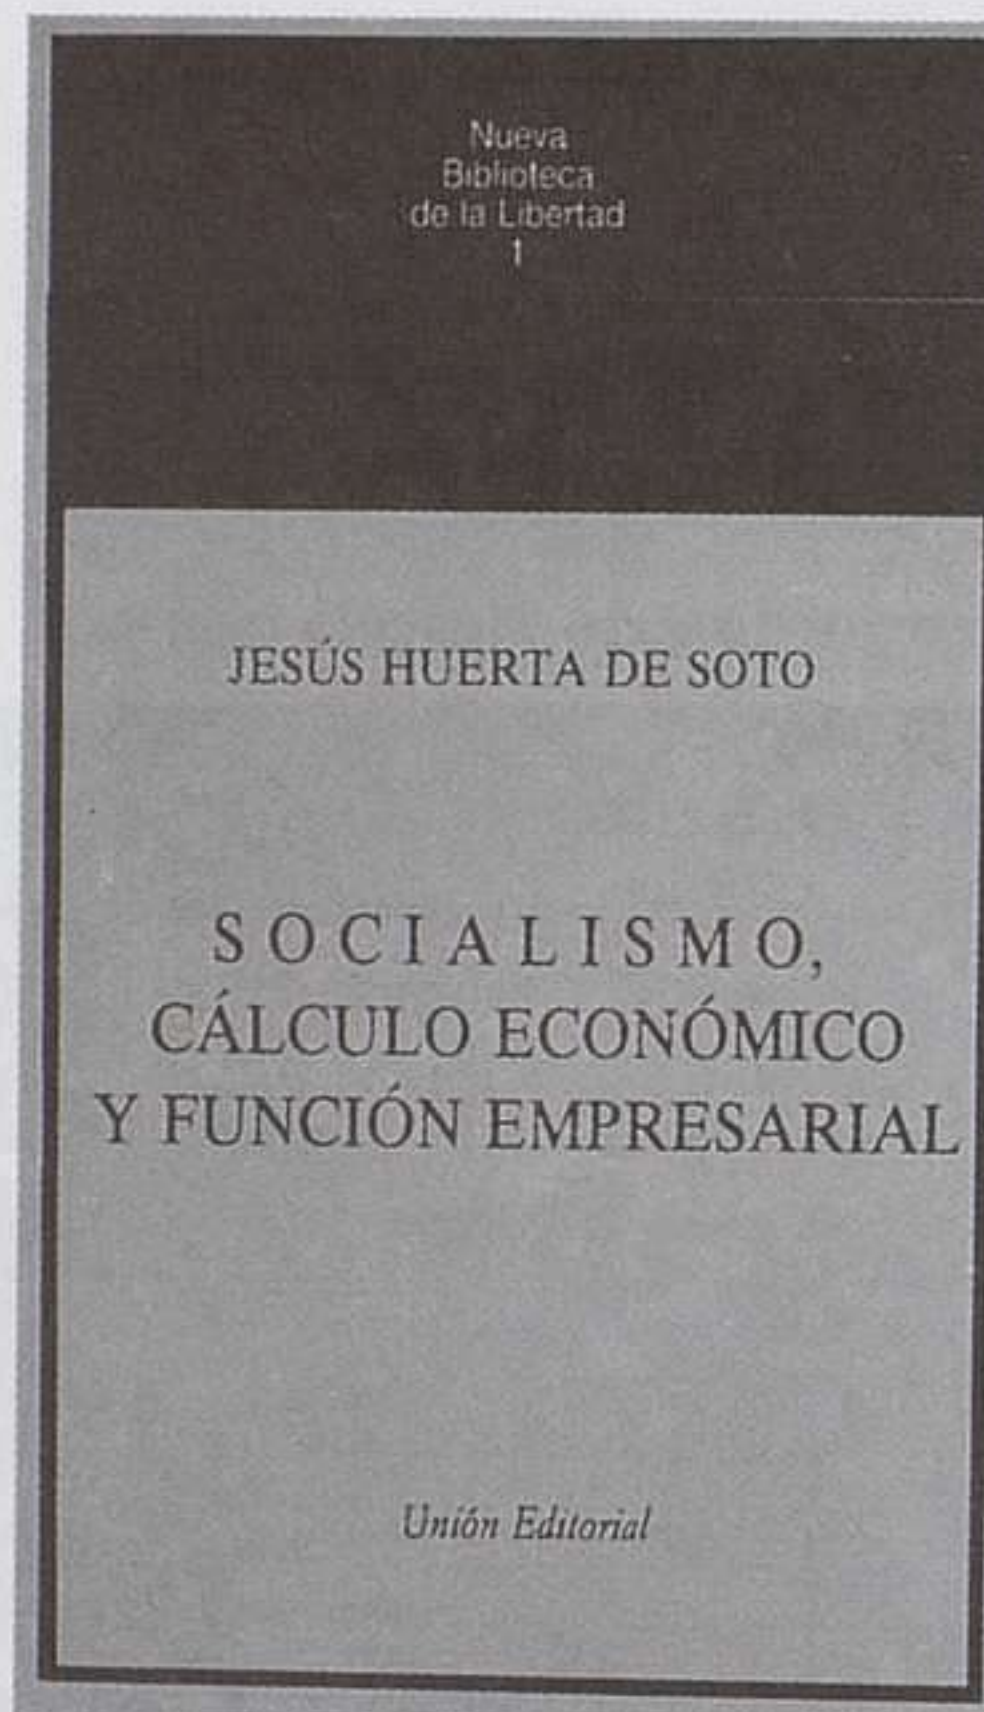 Nueva
Biblioteca
de la Libertad
1
JESÚS HUERTA DE SOTO
SOCIALISMO,
CÁLCULO ECONÓMICO
Y FUNCIÓN EMPRESARIAL
Unión Editorial